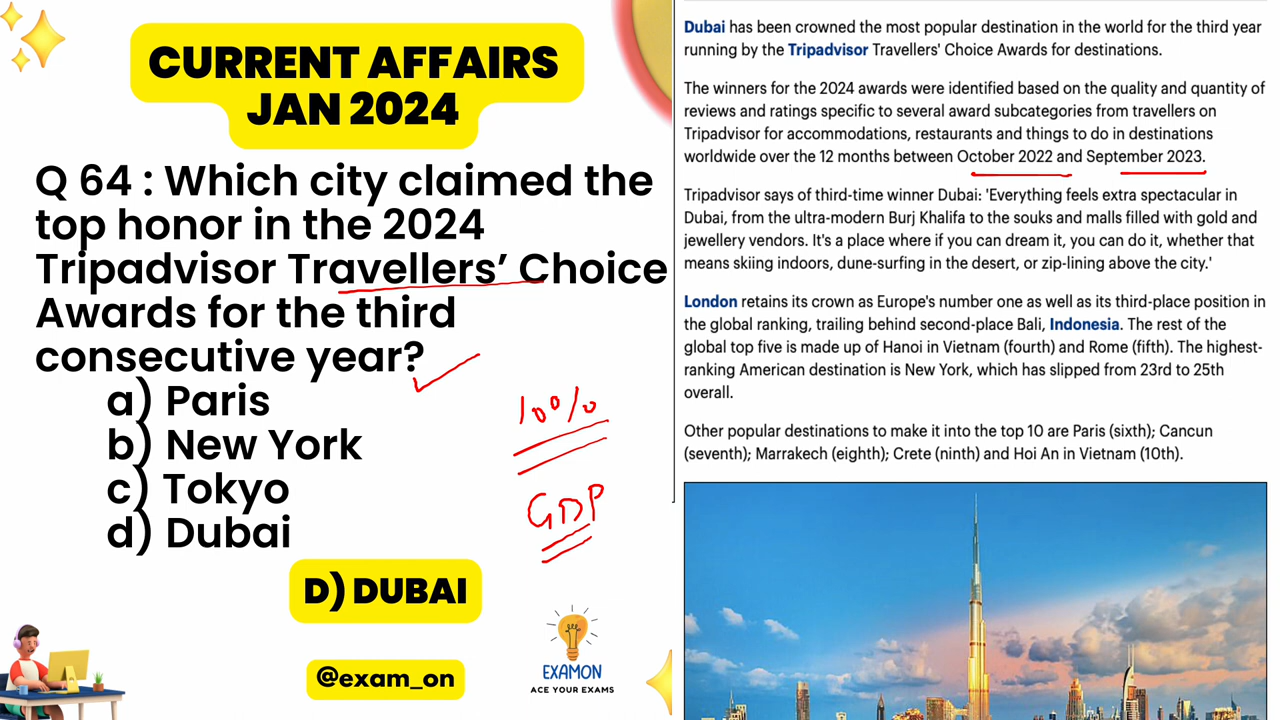 CURRENT AFFAIRS
JAN 2024
Q 64 : Which city claimed the
top honor in the 2024
Tripadvisor Travellers’ Choice
Awards for the third
consecutive year?
a) Paris
b) New York
c) Tokyo
d) Dubai
100%
GDP
D) DUBAI
@exam_on
EXAMON
ACE YOUR EXAMS
Dubai has been crowned the most popular destination in the world for the third year
running by the Tripadvisor Travellers' Choice Awards for destinations.
The winners for the 2024 awards were identified based on the quality and quantity of
reviews and ratings specific to several award subcategories from travellers on
Tripadvisor for accommodations, restaurants and things to do in destinations
worldwide over the 12 months between October 2022 and September 2023.
Tripadvisor says of third-time winner Dubai: 'Everything feels extra spectacular in
Dubai, from the ultra-modern Burj Khalifa to the souks and malls filled with gold and
jewellery vendors. It's a place where if you can dream it, you can do it, whether that
means skiing indoors, dune-surfing in the desert, or zip-lining above the city.'
London retains its crown as Europe's number one as well as its third-place position in
the global ranking, trailing behind second-place Bali, Indonesia. The rest of the
global top five is made up of Hanoi in Vietnam (fourth) and Rome (fifth). The highest-
ranking American destination is New York, which has slipped from 23rd to 25th
overall.
Other popular destinations to make it into the top 10 are Paris (sixth); Cancun
(seventh); Marrakech (eighth); Crete (ninth) and Hoi An in Vietnam (10th).